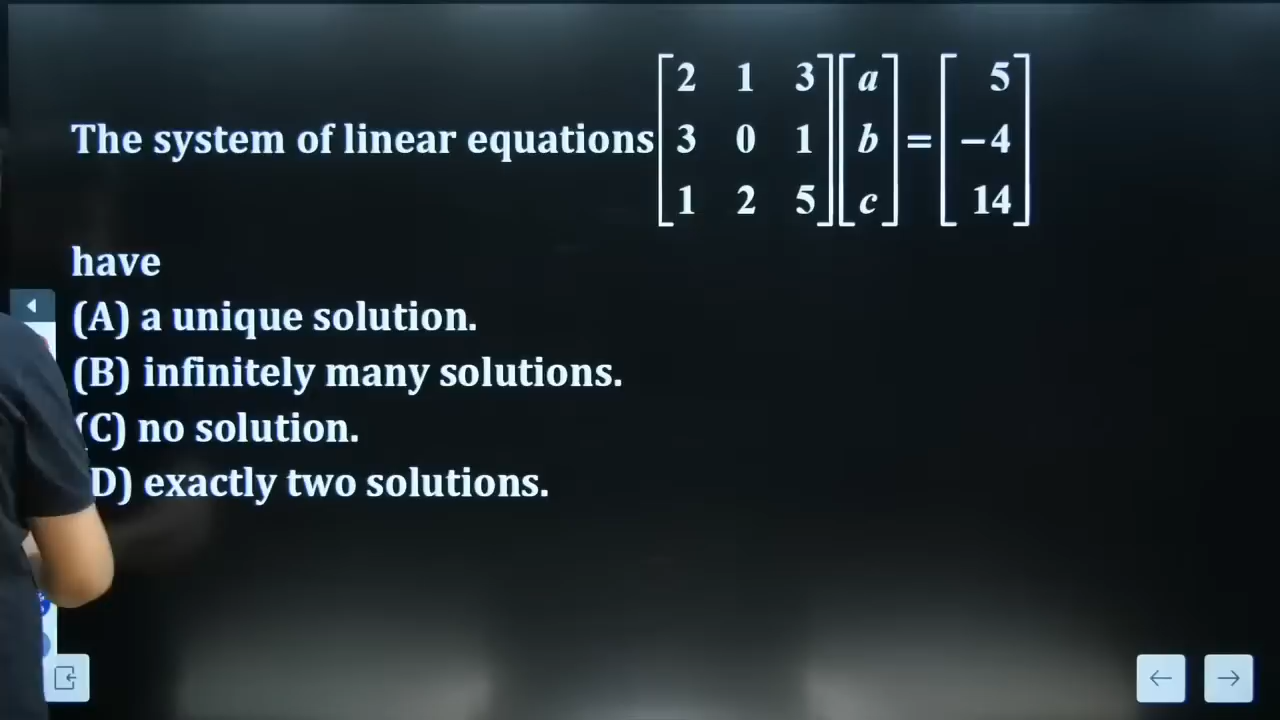 The system of linear equations [2 1 3; 3 0 1; 1 2 5] [a; b; c] = [5; −4; 14]
have
(A) a unique solution.
(B) infinitely many solutions.
(C) no solution.
D) exactly two solutions.